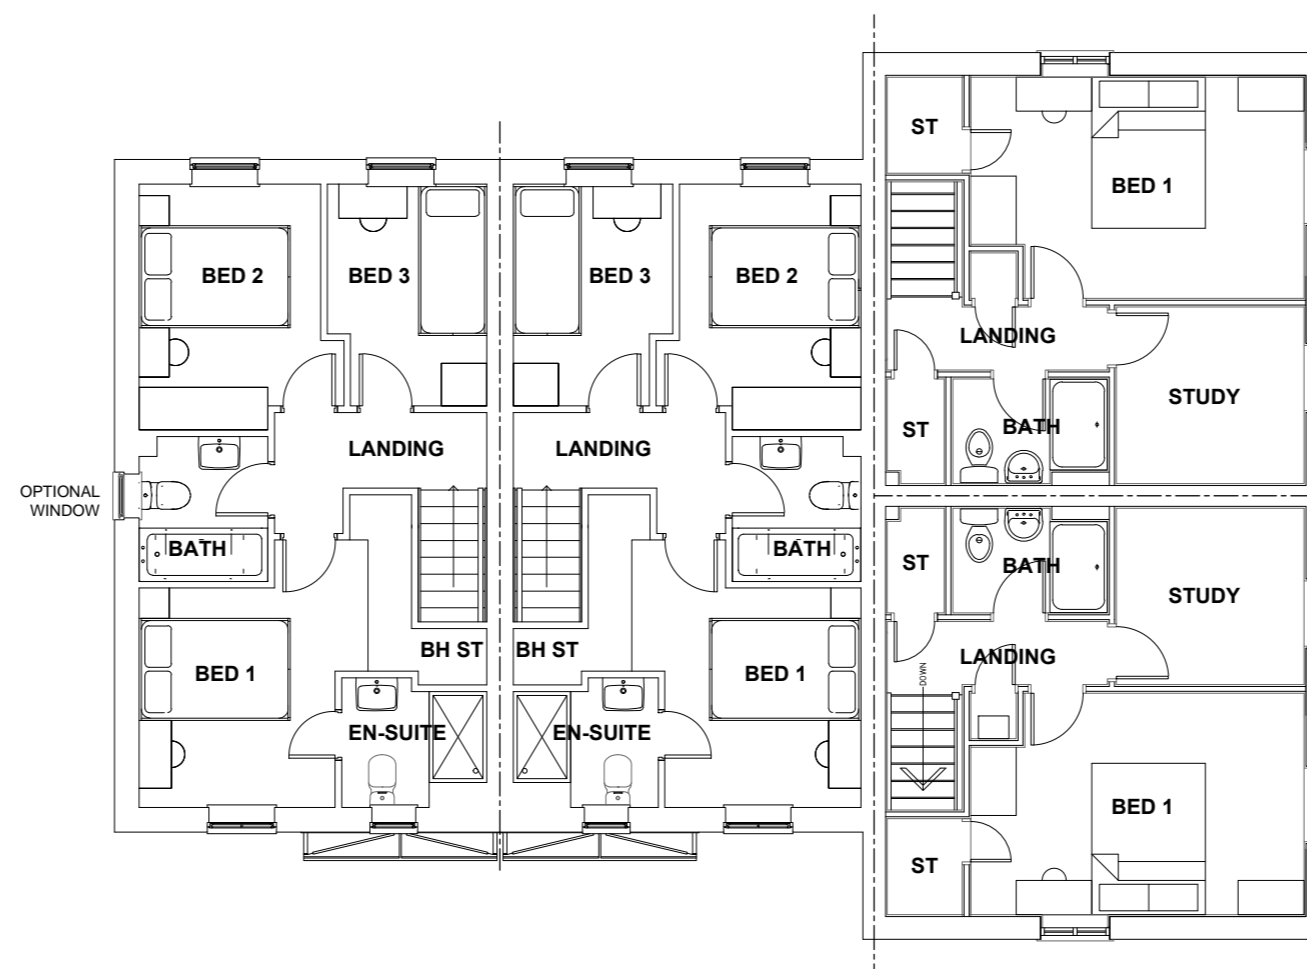 ST
BED 1
BED 2
BED 3
BED 3
BED 2
LANDING
STUDY
ST
BATH
LANDING
LANDING
OPTIONAL
WINDOW
BATH
BATH
ST
BATH
STUDY
BH ST
BH ST
LANDING
BED 1
BED 1
DOWN
EN-SUITE
EN-SUITE
BED 1
ST